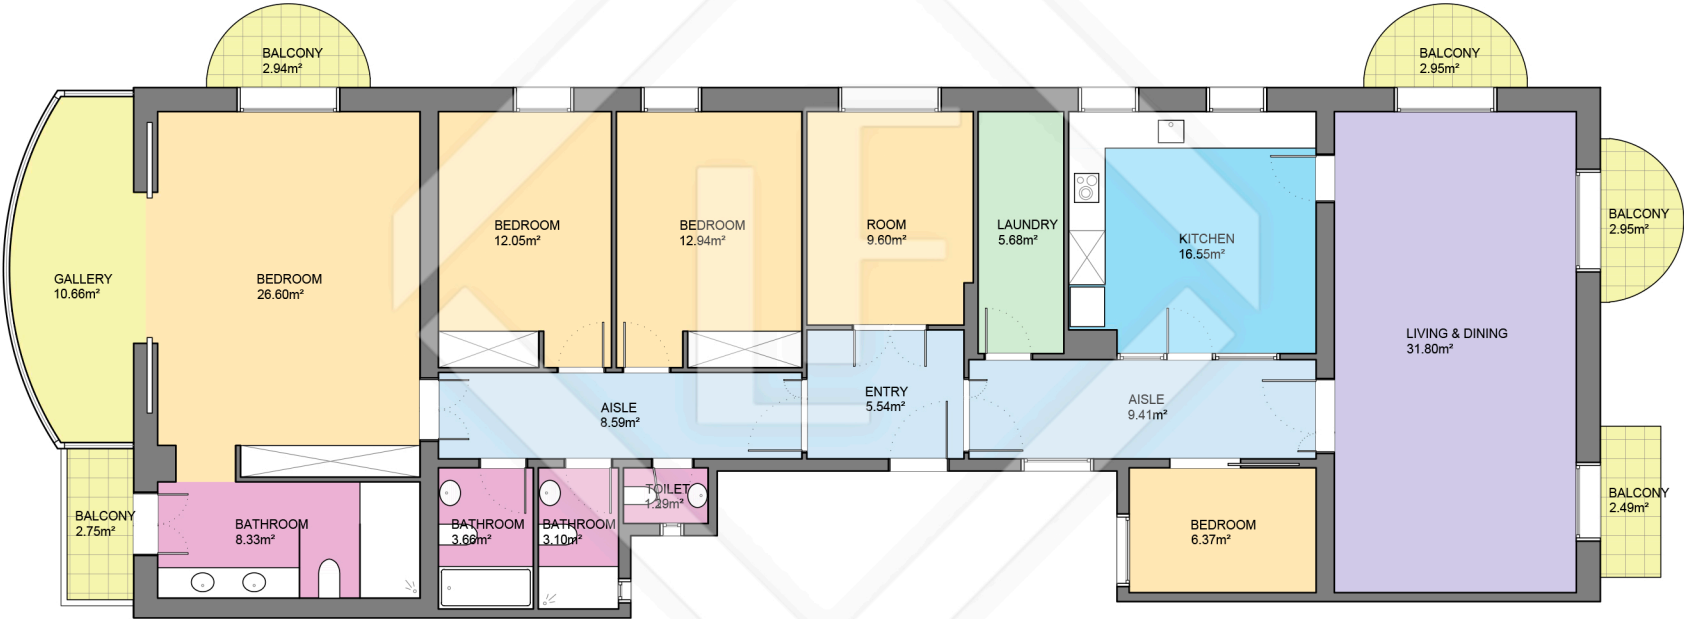 BALCONY
2.94m²
BALCONY
2.95m²
BALCONY
2.95m²
GALLERY
10.66m²
BEDROOM
26.60m²
BEDROOM
12.05m²
BEDROOM
12.94m²
ROOM
9.60m²
LAUNDRY
5.68m²
KITCHEN
16.55m²
LIVING & DINING
31.80m²
AISLE
8.59m²
ENTRY
5.54m²
AISLE
9.41m²
BALCONY
2.75m²
BATHROOM
8.33m²
BATHROOM
3.66m²
BATHROOM
3.10m²
TOILET
1.29m²
BEDROOM
6.37m²
BALCONY
2.49m²
LE